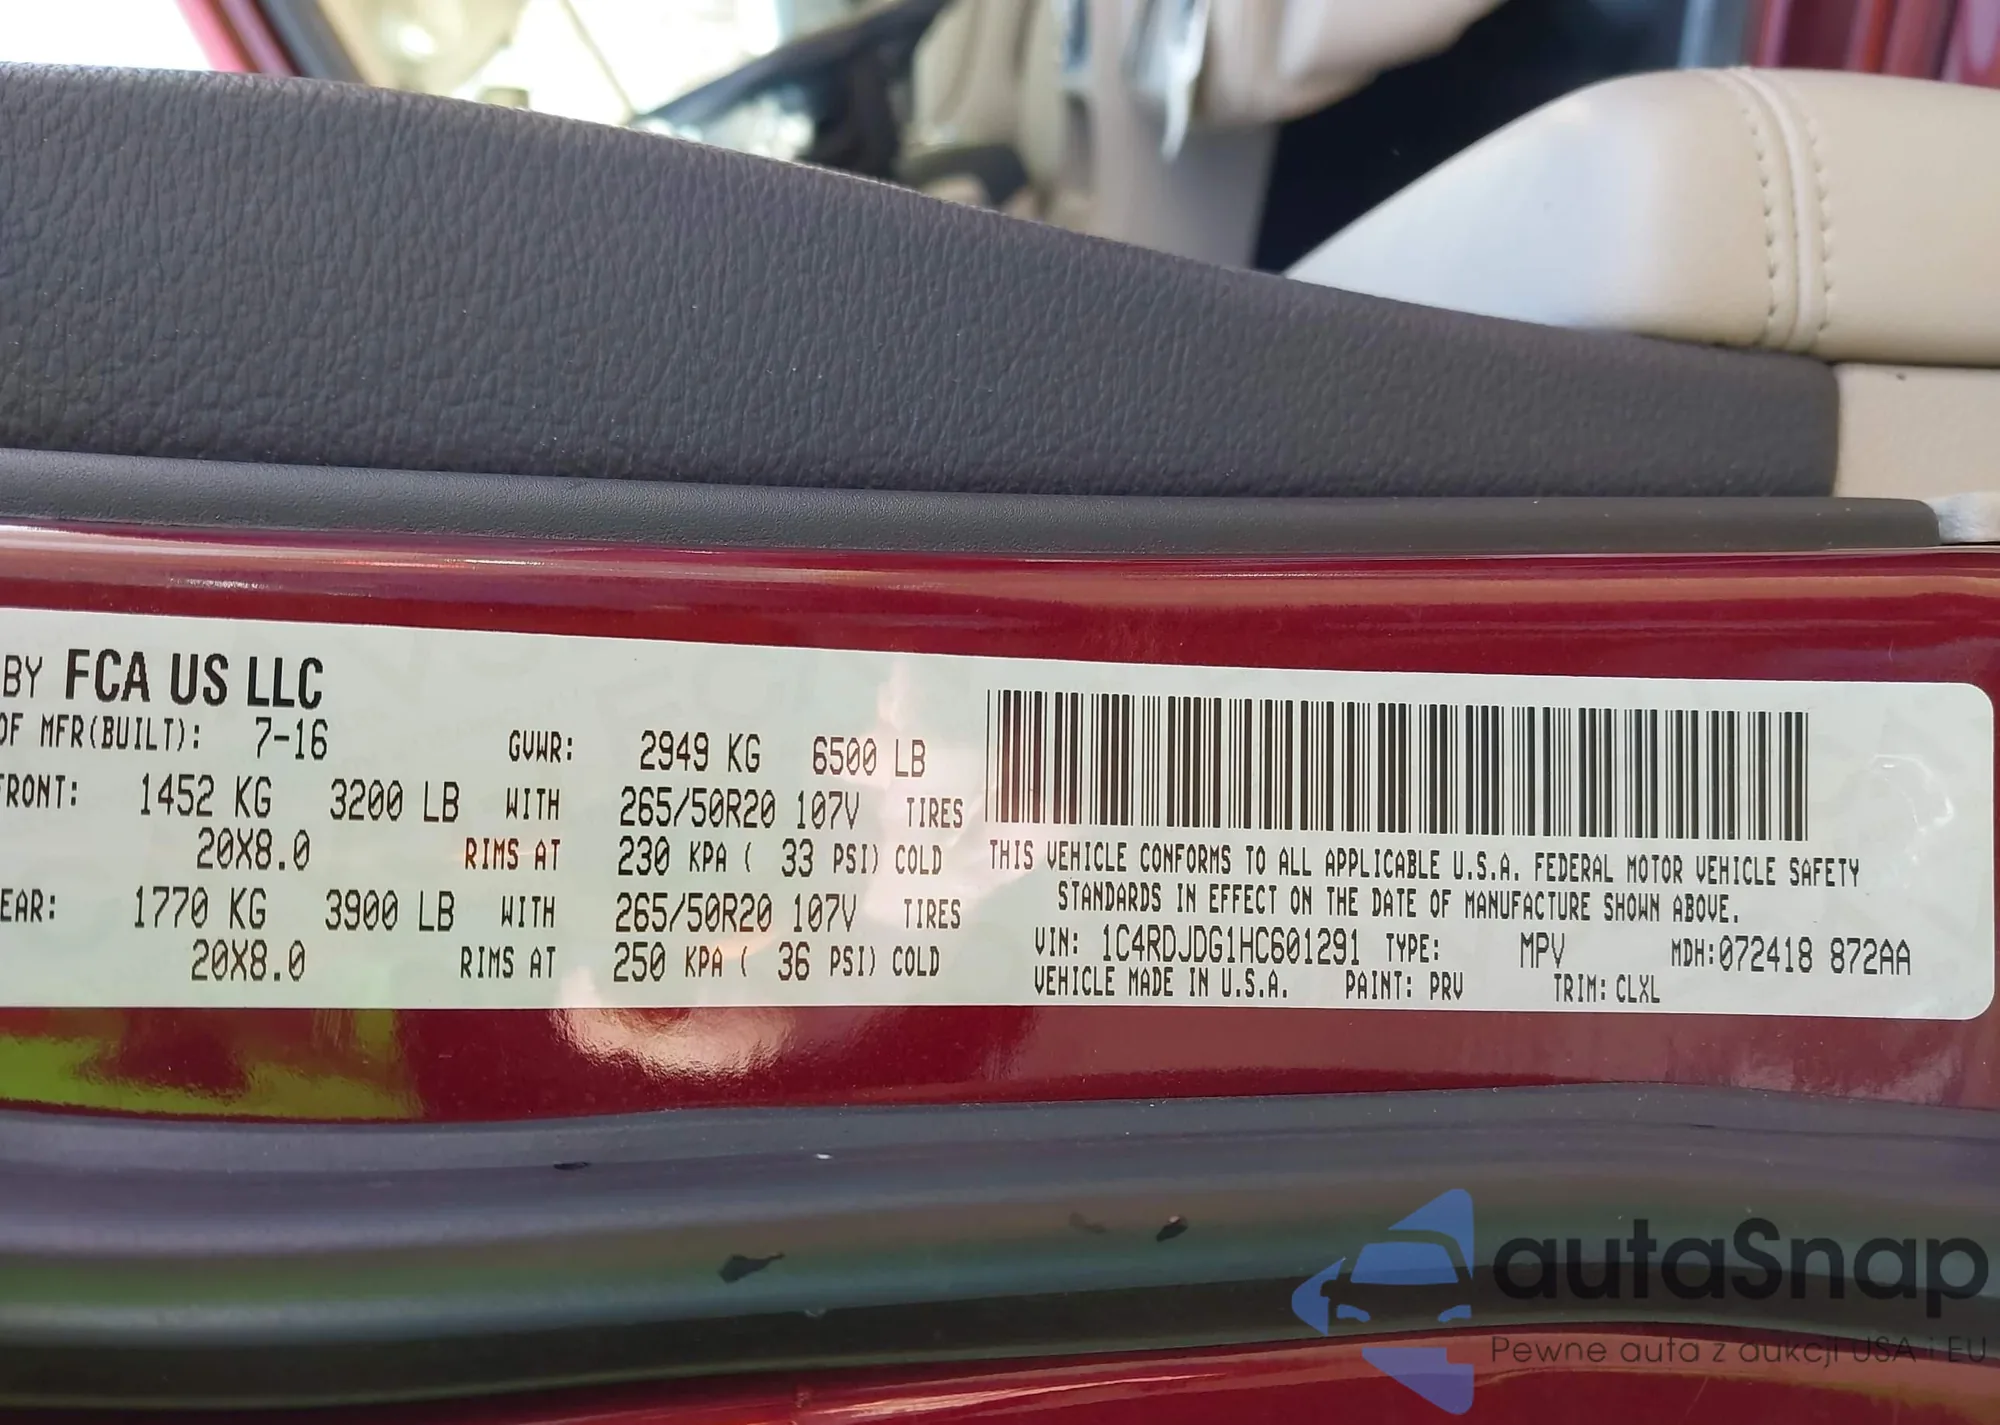 BY FCA US LLC
OF MFR(BUILT): 7-16 GVWR: 2949 KG 6500 LB
FRONT: 1452 KG 3200 LB WITH 265/50R20 107V TIRES
20X8.0 RIMS AT 230 KPA ( 33 PSI) COLD
EAR: 1770 KG 3900 LB WITH 265/50R20 107V TIRES
20X8.0 RIMS AT 250 KPA ( 36 PSI) COLD
THIS VEHICLE CONFORMS TO ALL APPLICABLE U.S.A. FEDERAL MOTOR VEHICLE SAFETY
STANDARDS IN EFFECT ON THE DATE OF MANUFACTURE SHOWN ABOVE.
VIN: 1C4RDJDG1HC601291 TYPE: MPV MDH:072418 872AA
VEHICLE MADE IN U.S.A. PAINT: PRV TRIM: CLXL
autaSnap
Pewne auta z aukcji USA i EU